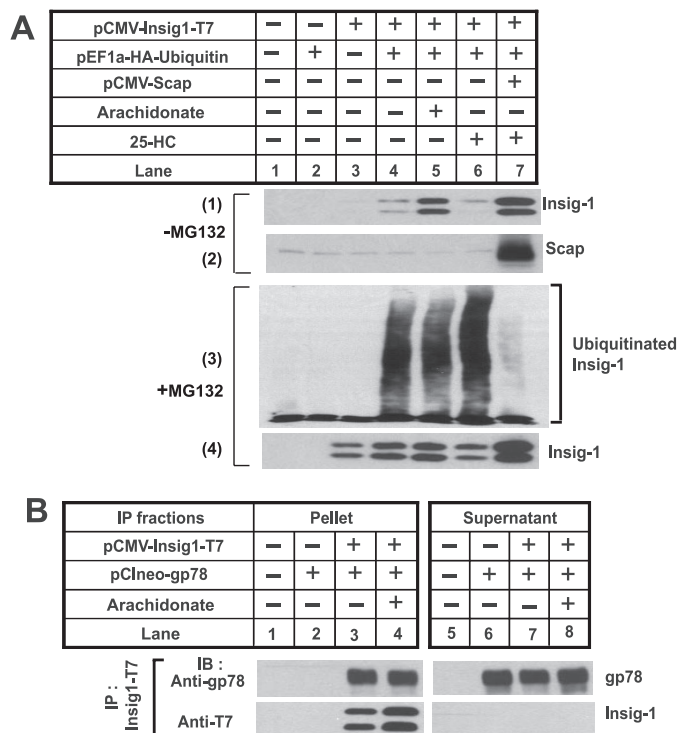 A
pCMV-Insig1-T7 − − + + + + +
pEF1a-HA-Ubiquitin − + − + + + +
pCMV-Scap − − − − − − +
Arachidonate − − − − + − −
25-HC − − − − − + +
Lane 1 2 3 4 5 6 7
(1) Insig-1
-MG132
(2) Scap
(3) Ubiquitinated
Insig-1
+MG132
(4) Insig-1
B
IP fractions Pellet Supernatant
pCMV-Insig1-T7 − − + + − − + +
pCIneo-gp78 − + + + − + + +
Arachidonate − − − + − − − +
Lane 1 2 3 4 5 6 7 8
IP :
Insig1-T7
IB :
Anti-gp78 gp78
Anti-T7 Insig-1